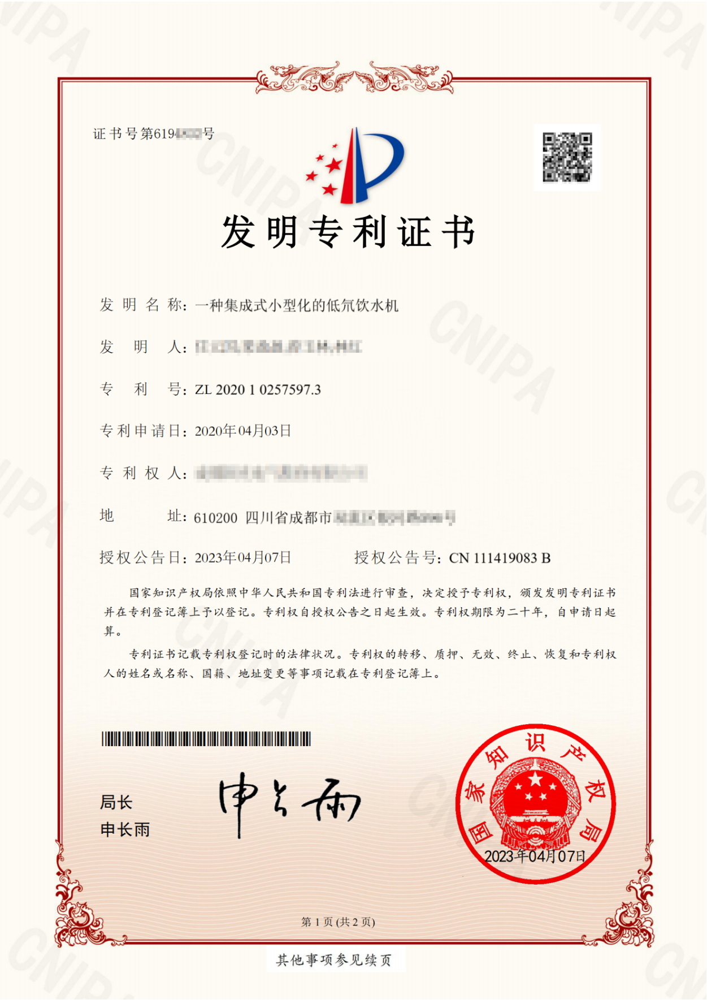 证书号第6194号
发明专利证书
发明名称：一种集成式小型化的低氘饮水机
发明人：
专利号：ZL 2020 1 0257597.3
专利申请日：2020年04月03日
专利权人：
地址：610200 四川省成都市
授权公告日：2023年04月07日 授权公告号：CN 111419083 B
国家知识产权局依照中华人民共和国专利法进行审查，决定授予专利权，颁发发明专利证书
并在专利登记簿上予以登记。专利权自授权公告之日起生效。专利权期限为二十年，自申请日起
算。
专利证书记载专利权登记时的法律状况。专利权的转移、质押、无效、终止、恢复和专利权
人的姓名或名称、国籍、地址变更等事项记载在专利登记簿上。
局长
申长雨
申长雨
国家知识产权局
2023年04月07日
第 1 页 (共 2 页)
其他事项参见续页
CNIPA
CNIPA
CNIPA
CNIPA